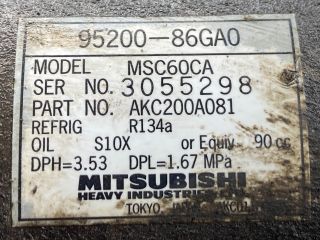 95200-86GA0
MODEL MSC60CA
SER NO. 3055298
PART NO. AKC200A081
REFRIG R134a
OIL S10X or Equiv 90 cc
DPH=3.53 DPL=1.67 MPa
MITSUBISHI
HEAVY INDUSTRIES
TOKYO